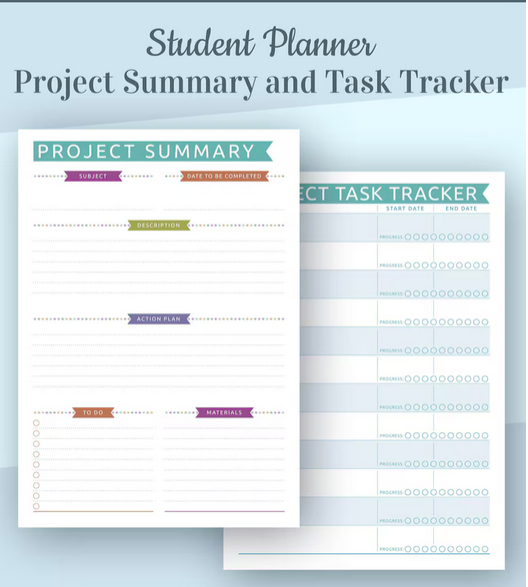 Student Planner
Project Summary and Task Tracker
PROJECT SUMMARY
SUBJECT
DATE TO BE COMPLETED
DESCRIPTION
ACTION PLAN
TO DO
MATERIALS
ECT TASK TRACKER
START DATE
END DATE
PROGRESS:
PROGRESS:
PROGRESS:
PROGRESS:
PROGRESS:
PROGRESS:
PROGRESS:
PROGRESS:
PROGRESS:
PROGRESS:
PROGRESS:
PROGRESS: